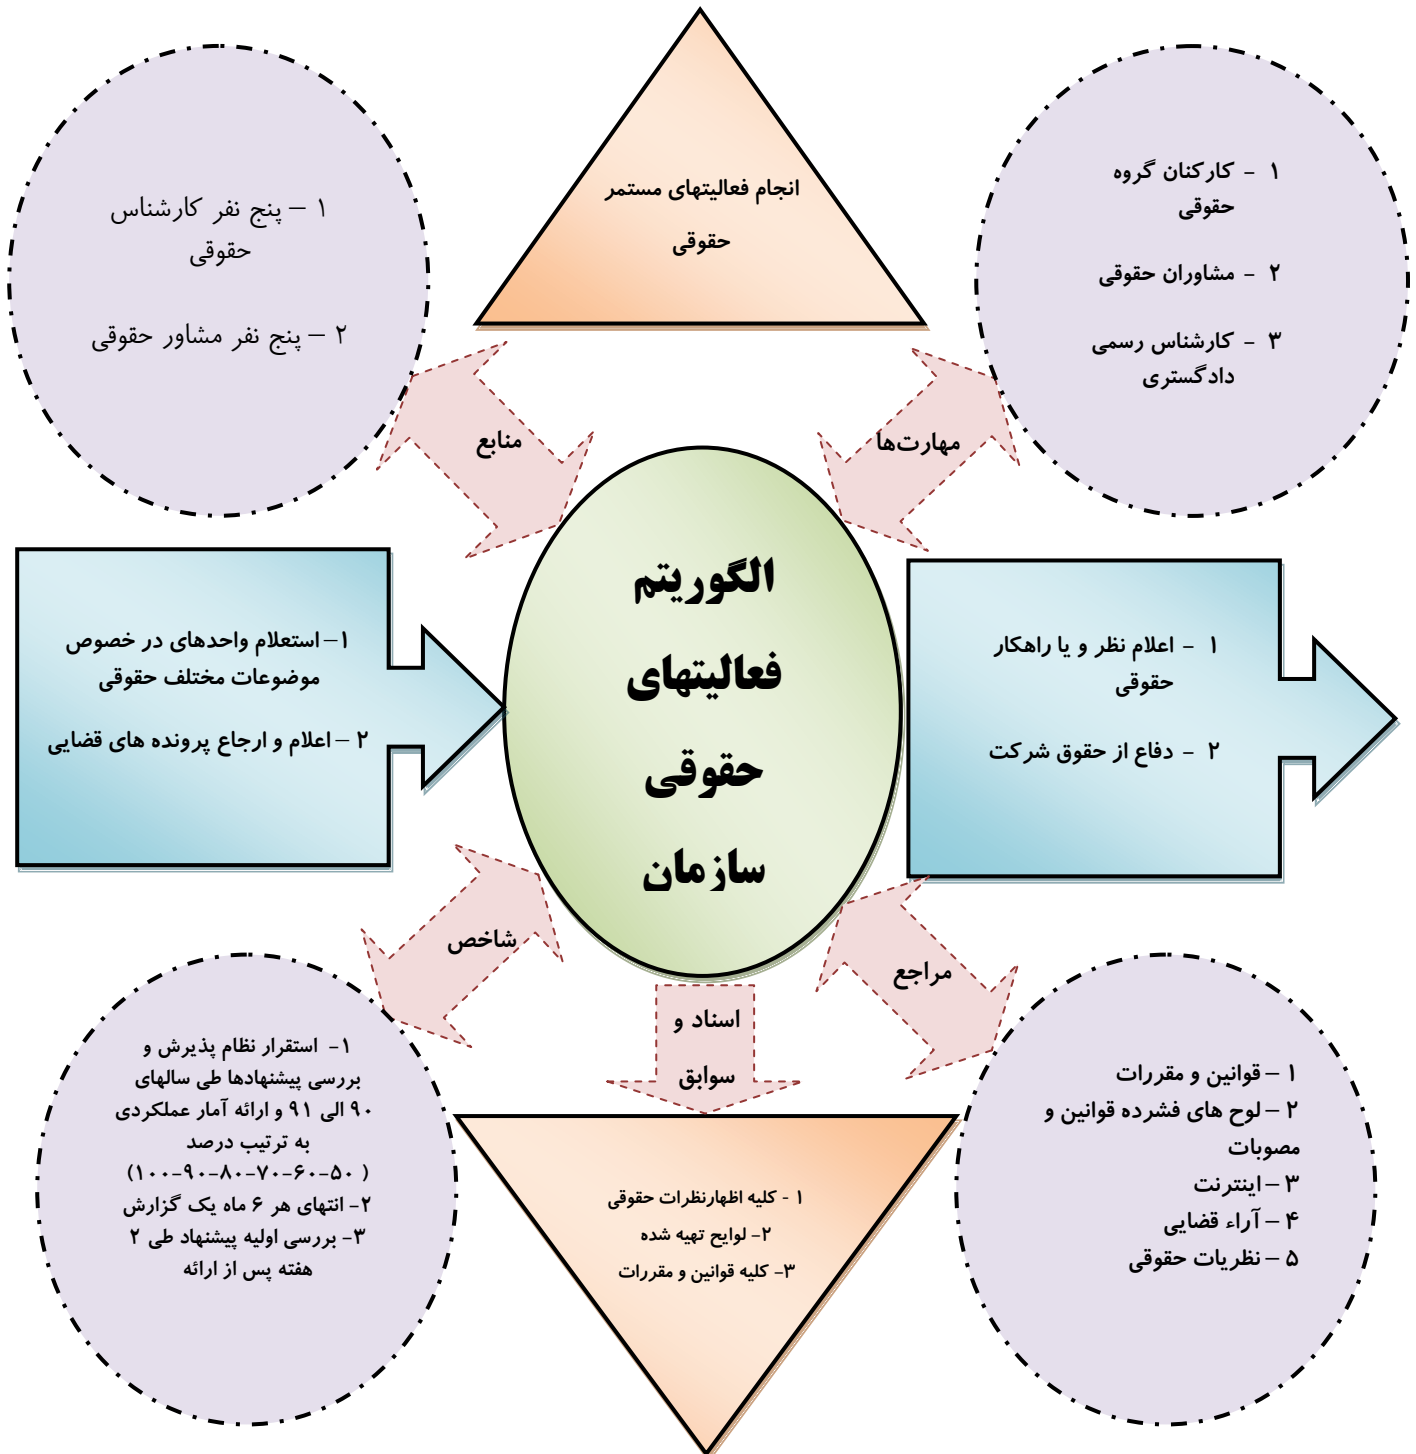 انجام فعالیتهای مستمر
حقوقی
۱ - کارکنان گروه
حقوقی
۲ - مشاوران حقوقی
۳ - کارشناس رسمی
دادگستری
۱ – پنج نفر کارشناس
حقوقی
۲ – پنج نفر مشاور حقوقی
مهارت‌ها
منابع
الگوریتم
فعالیتهای
حقوقی
سازمان
۱ - اعلام نظر و یا راهکار
حقوقی
۲ - دفاع از حقوق شرکت
۱– استعلام واحدهای در خصوص
موضوعات مختلف حقوقی
۲ – اعلام و ارجاع پرونده های قضایی
مراجع
اسناد و
سوابق
شاخص
۱ – قوانین و مقررات
۲ – لوح های فشرده قوانین و
مصوبات
۳ – اینترنت
۴ – آراء قضایی
۵ – نظریات حقوقی
۱ - کلیه اظهارنظرات حقوقی
۲- لوایح تهیه شده
۳- کلیه قوانین و مقررات
۱- استقرار نظام پذیرش و
بررسی پیشنهادها طی سالهای
۹۰ الی ۹۱ و ارائه آمار عملکردی
به ترتیب درصد
( ۵۰-۶۰-۷۰-۸۰-۹۰-۱۰۰)
۲- انتهای هر ۶ ماه یک گزارش
۳- بررسی اولیه پیشنهاد طی ۲
هفته پس از ارائه